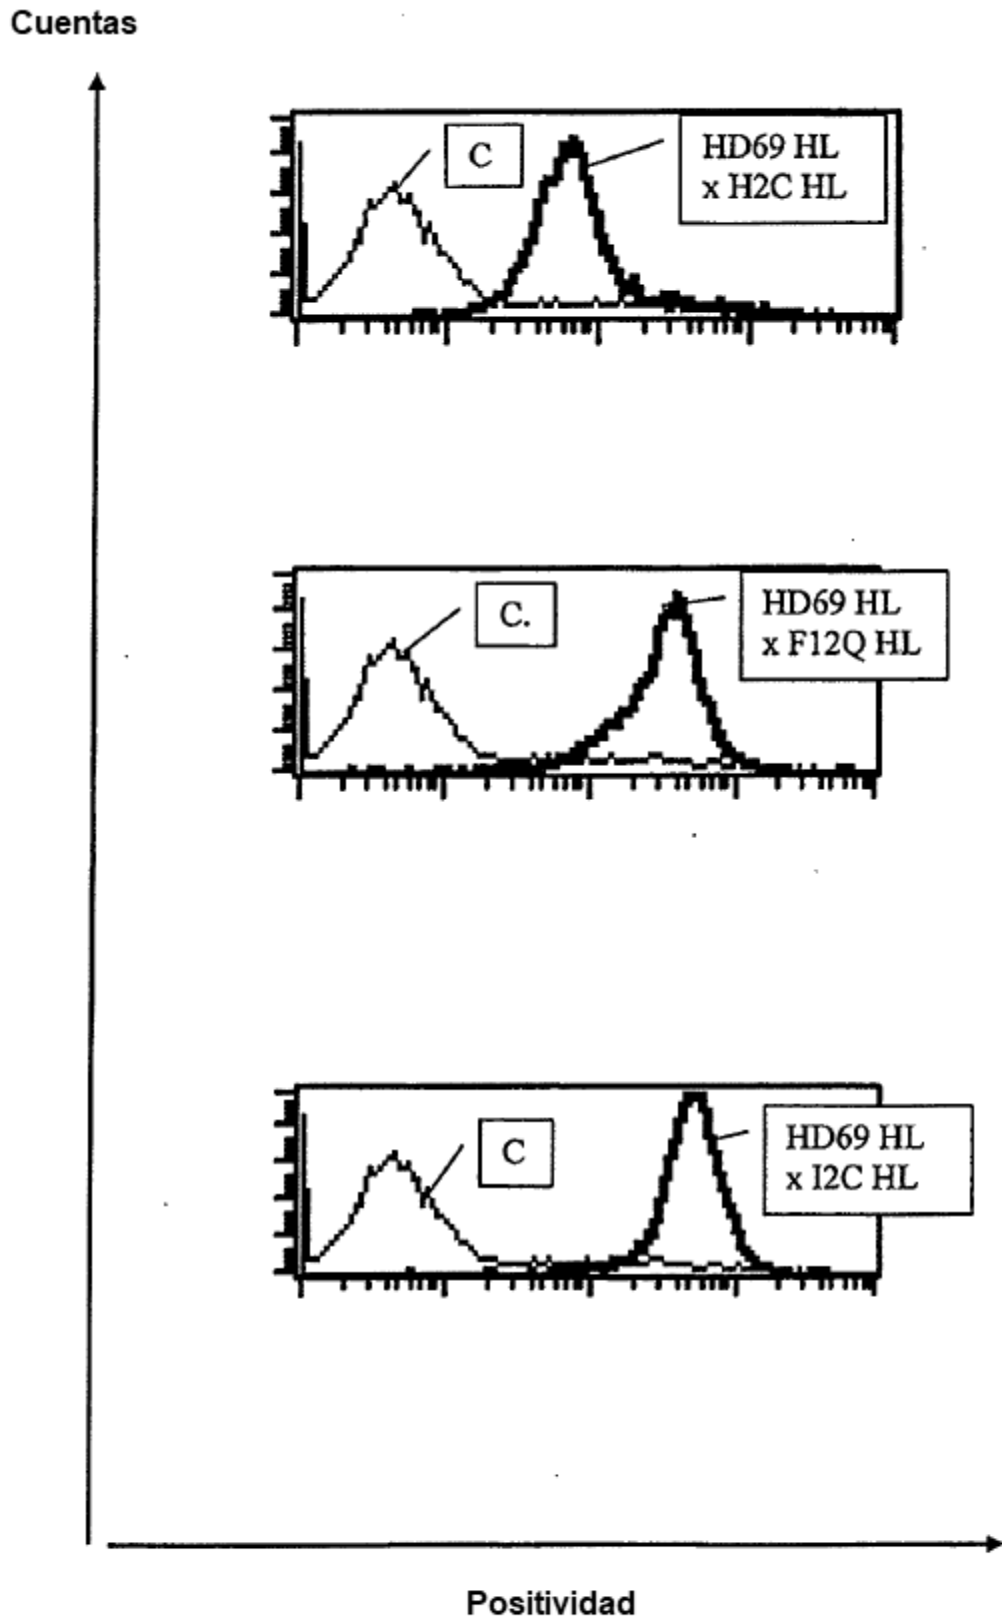 Cuentas
C
HD69 HL
x H2C HL
C.
HD69 HL
x F12Q HL
C
HD69 HL
x I2C HL
Positividad